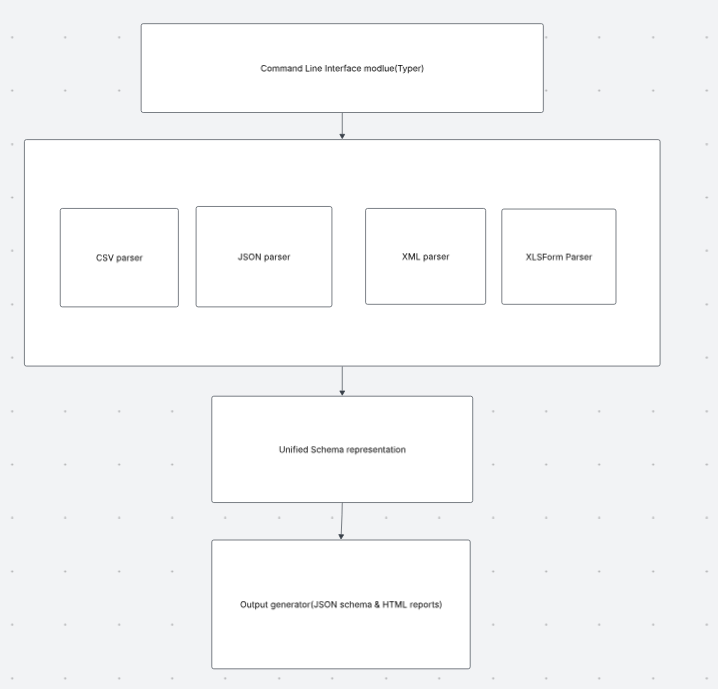 Command Line Interface modlue(Typer)
CSV parser
JSON parser
XML parser
XLSForm Parser
Unified Schema representation
Output generator(JSON schema & HTML reports)